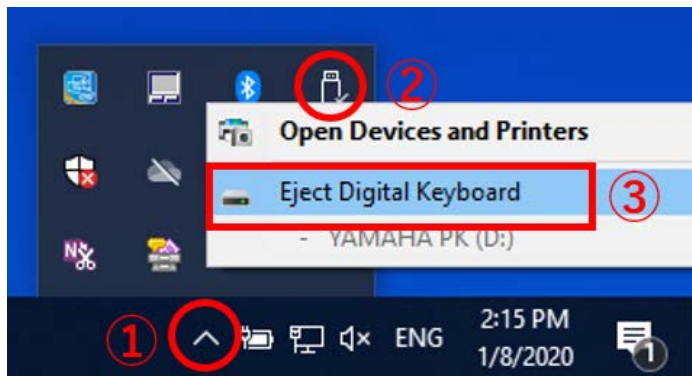 ②
Open Devices and Printers
Eject Digital Keyboard
③
- YAMAHA PK (D:)
N
①
ENG
2:15 PM
1/8/2020
1